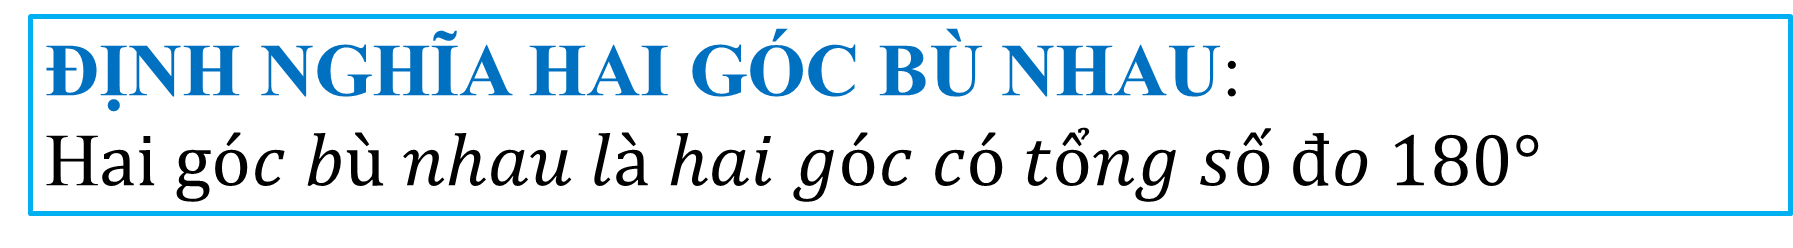 ĐỊNH NGHĨA HAI GÓC BÙ NHAU:
Hai góc bù nhau là hai góc có tổng số đo 180°